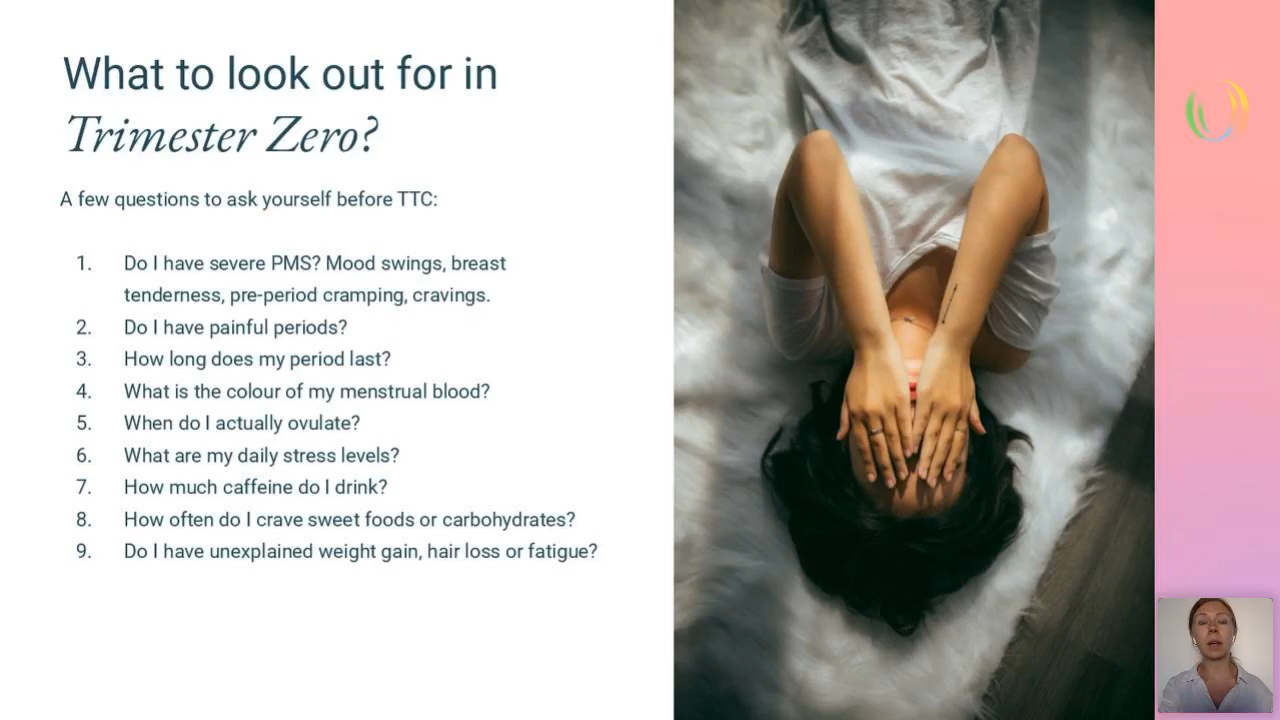 What to look out for in
Trimester Zero?
A few questions to ask yourself before TTC:
1. Do I have severe PMS? Mood swings, breast
tenderness, pre-period cramping, cravings.
2. Do I have painful periods?
3. How long does my period last?
4. What is the colour of my menstrual blood?
5. When do I actually ovulate?
6. What are my daily stress levels?
7. How much caffeine do I drink?
8. How often do I crave sweet foods or carbohydrates?
9. Do I have unexplained weight gain, hair loss or fatigue?